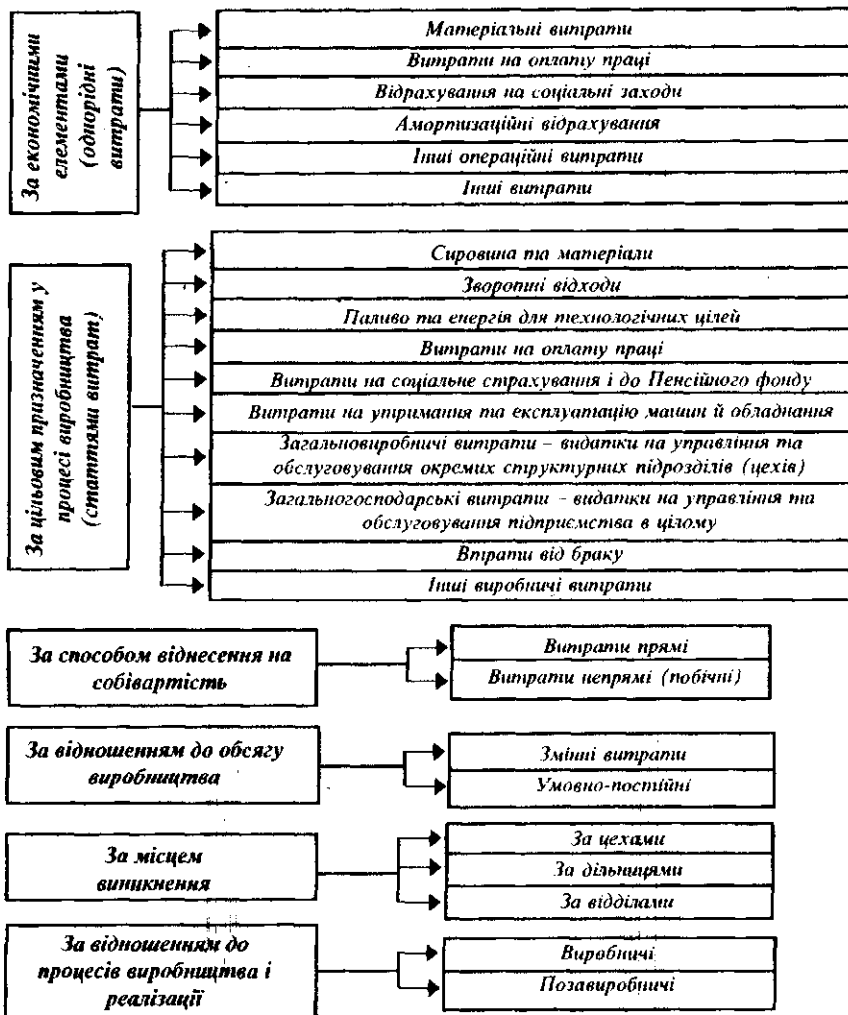 За економічними
елементами
(однорідні
витрати)
Матеріальні витрати
Витрати на оплату праці
Відрахування на соціальні заходи
Амортизаційні відрахування
Інші операційні витрати
Інші витрати
За цільовим призначенням у
процесі виробництва
(статтями витрат)
Сировина та матеріали
Зворотні відходи
Паливо та енергія для технологічних цілей
Витрати на оплату праці
Витрати на соціальне страхування і до Пенсійного фонду
Витрати на утримання та експлуатацію машин й обладнання
Загальновиробничі витрати – видатки на управління та
обслуговування окремих структурних підрозділів (цехів)
Загальногосподарські витрати – видатки на управління та
обслуговування підприємства в цілому
Втрати від браку
Інші виробничі витрати
За способом віднесення на
собівартість
Витрати прямі
Витрати непрямі (побічні)
За відношенням до обсягу
виробництва
Змінні витрати
Умовно-постійні
За місцем
виникнення
За цехами
За дільницями
За відділами
За відношенням до
процесів виробництва і
реалізації
Виробничі
Позавиробничі